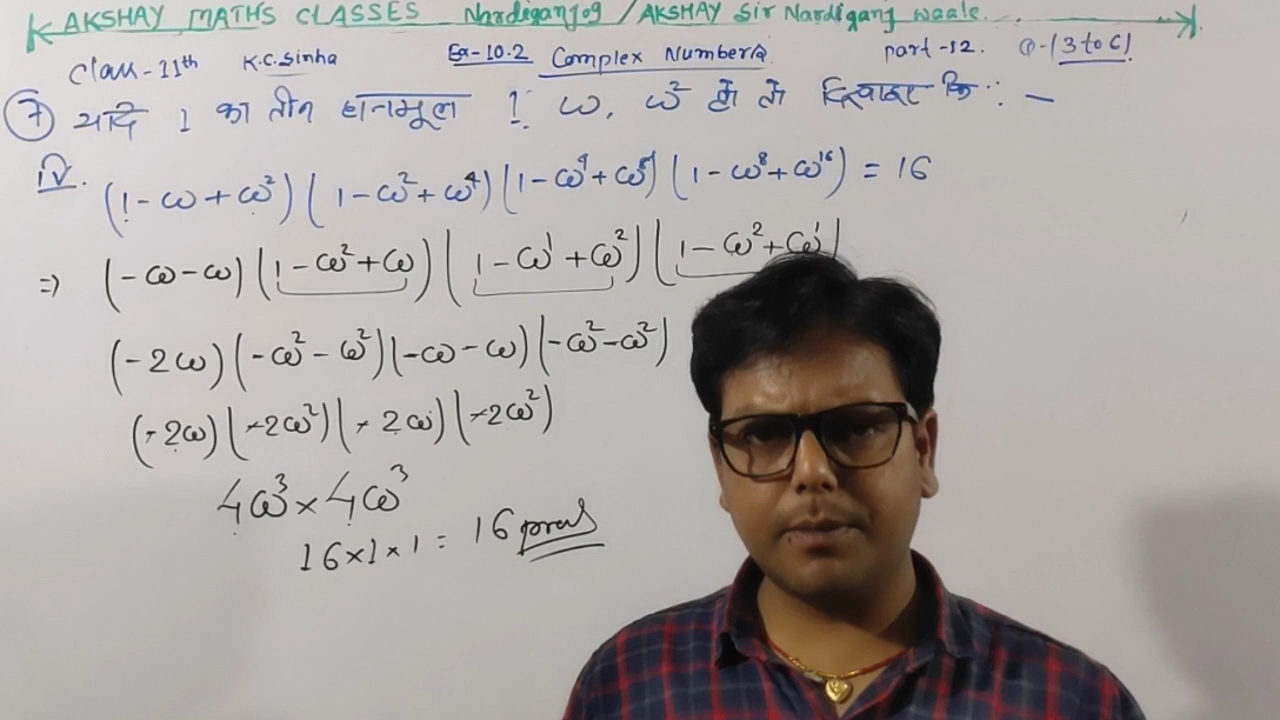 AKSHAY MATHS CLASSES Nardiganj09 / AKSHAY Sir Nardiganj waale.
Class-11th K.C.Sinha Ex-10.2 Complex Numbers part-12. Q-(3 to 6)
7 यदि 1 का तीन घनमूल 1, ω, ω² हो तो दिखाइए कि :-
iv. (1-ω+ω²)(1-ω²+ω⁴)(1-ω⁴+ω⁸)(1-ω⁸+ω¹⁶) = 16
⇒ (-ω-ω)(1-ω²+ω)(1-ω¹+ω²)(1-ω²+ω¹)
(-2ω)(-ω²-ω²)(-ω-ω)(-ω²-ω²)
(-2ω)(-2ω²)(-2ω)(-2ω²)
4ω³×4ω³
16×1×1 = 16